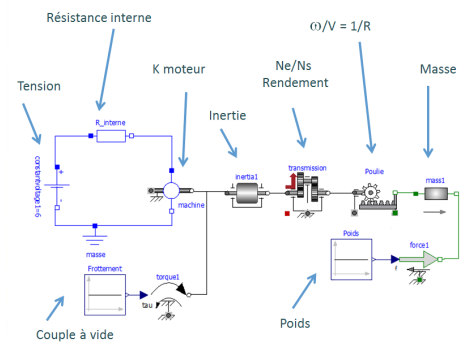 Résistance interne
ω/V = 1/R
Ne/Ns
Rendement
K moteur
Masse
Tension
Inertie
R_interne
constantvoltage1=6
+
-
machine
inertia1
transmission
Poulie
mass1
masse
Frottement
torque1
tau
Poids
force1
f
Couple à vide
Poids